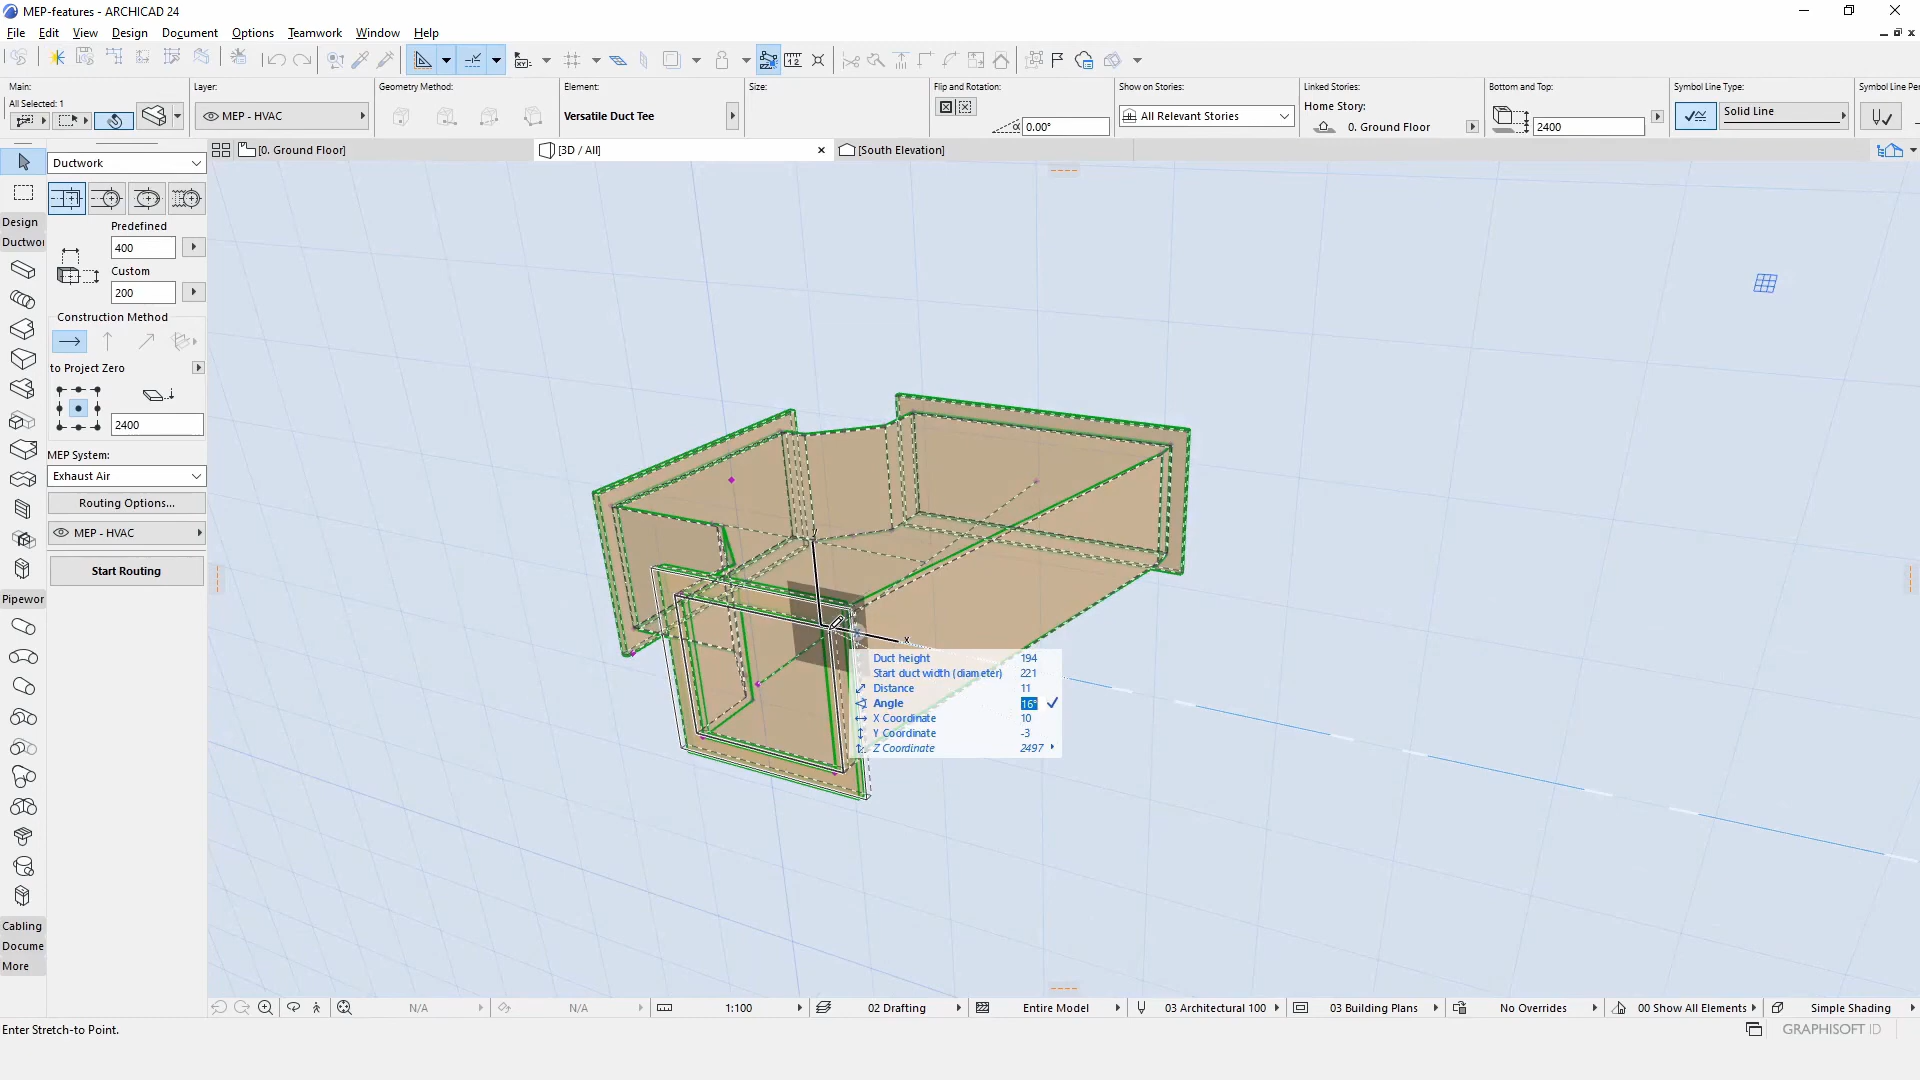 MEP-features - ARCHICAD 24
File Edit View Design Document Options Teamwork Window Help
Main:
All Selected: 1
Layer:
MEP - HVAC
Geometry Method:
Element:
Versatile Duct Tee
Size:
Flip and Rotation:
0.00°
Show on Stories:
All Relevant Stories
Linked Stories:
Home Story:
0. Ground Floor
Bottom and Top:
2400
Symbol Line Type:
Solid Line
Symbol Line Per
Ductwork
[0. Ground Floor]
[3D / All]
[South Elevation]
Design
Ductwor
Predefined
400
Custom
200
Construction Method
to Project Zero
2400
MEP System:
Exhaust Air
Routing Options...
MEP - HVAC
Start Routing
Pipewor
Cabling
Docume
More
y
x
Duct height 194
Start duct width (diameter) 221
Distance 11
Angle 16°
X Coordinate 10
Y Coordinate -3
Z Coordinate 2497
N/A
N/A
1:100
02 Drafting
Entire Model
03 Architectural 100
03 Building Plans
No Overrides
00 Show All Elements
Simple Shading
Enter Stretch-to Point.
GRAPHISOFT ID